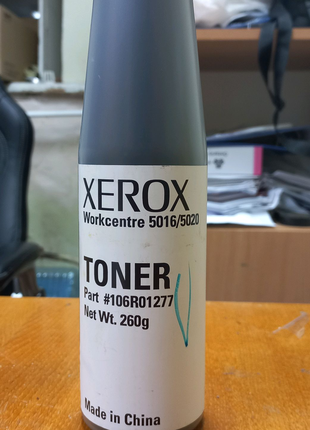 XEROX
Workcentre 5016/5020
TONER
Part #106R01277
Net Wt. 260g
Made in China